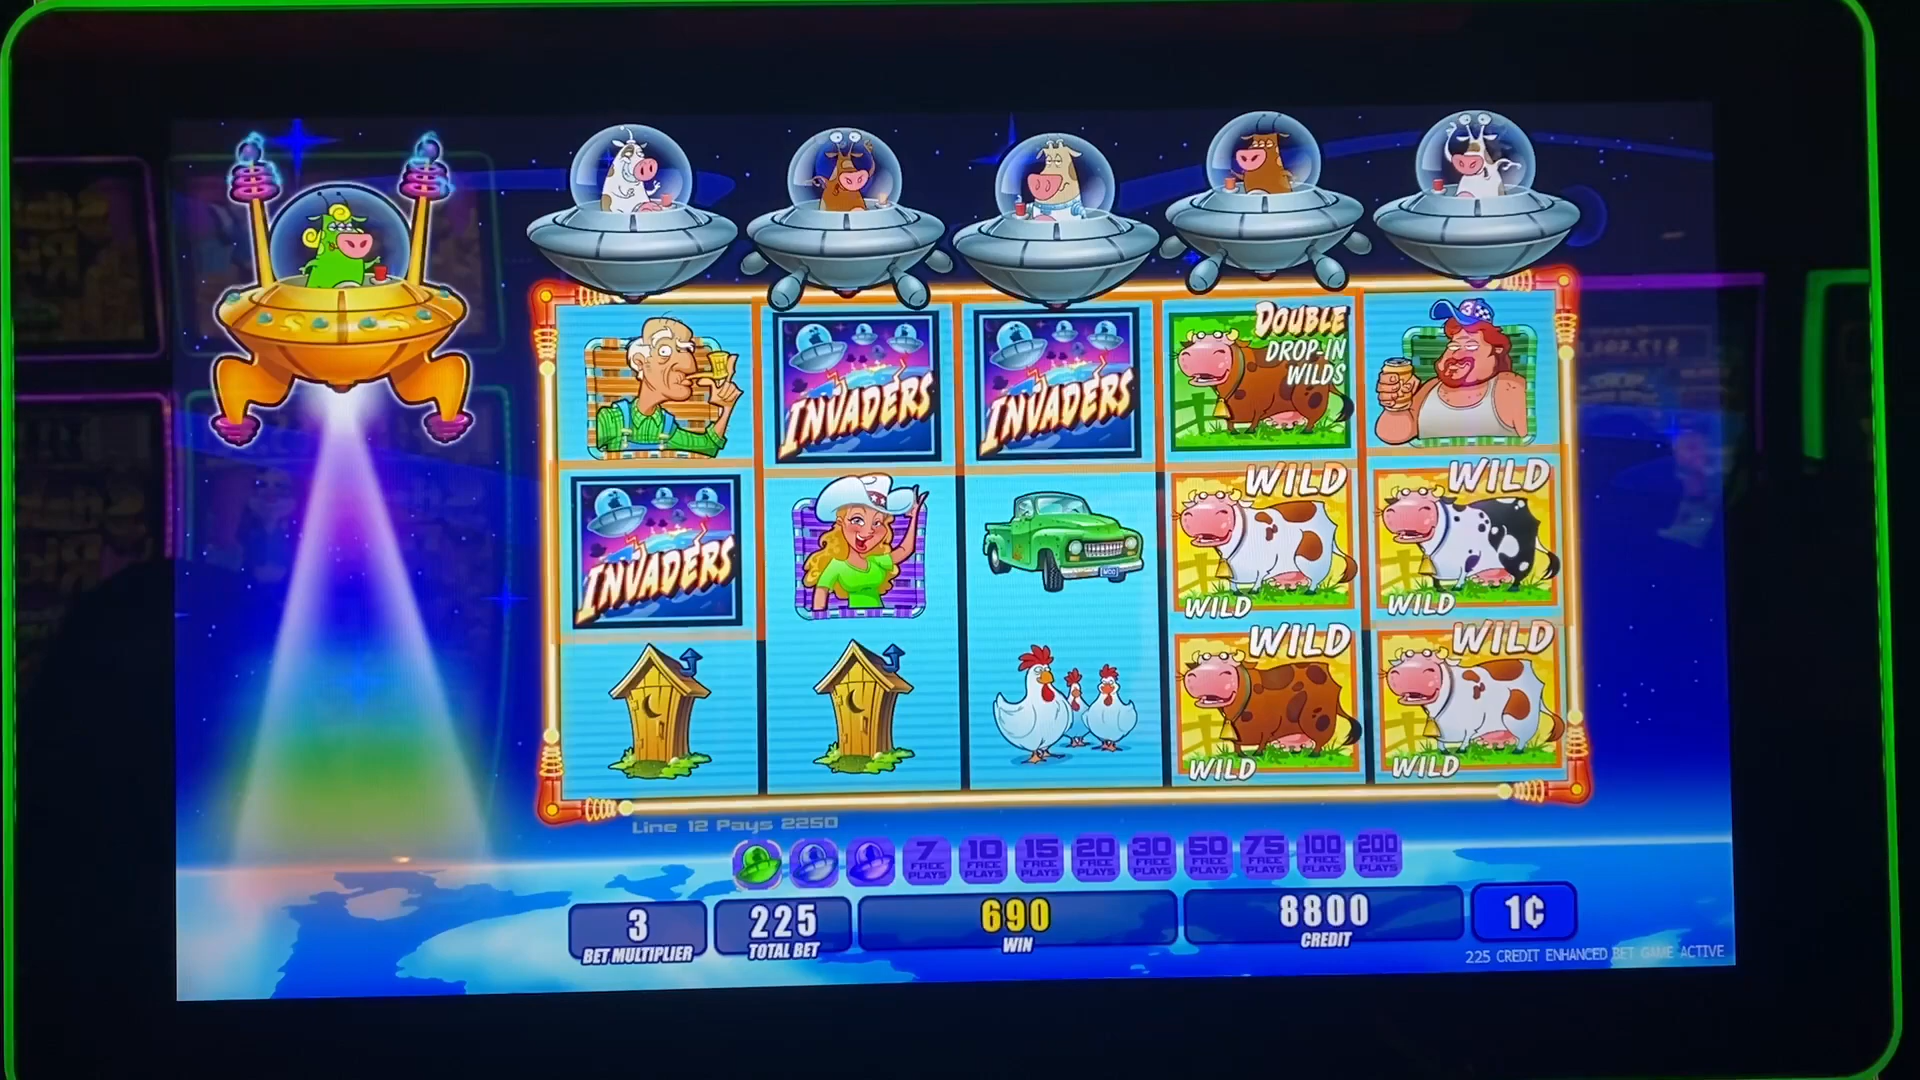 INVADERS
INVADERS
DOUBLE
DROP-IN
WILDS
3
INVADERS
WILD
WILD
WILD
WILD
MOO
WILD
WILD
WILD
WILD
Line 12 Pays 2250
7 FREE PLAYS
10 FREE PLAYS
15 FREE PLAYS
20 FREE PLAYS
30 FREE PLAYS
50 FREE PLAYS
75 FREE PLAYS
100 FREE PLAYS
200 FREE PLAYS
3
BET MULTIPLIER
225
TOTAL BET
690
WIN
8800
CREDIT
1¢
225 CREDIT ENHANCED BET GAME ACTIVE